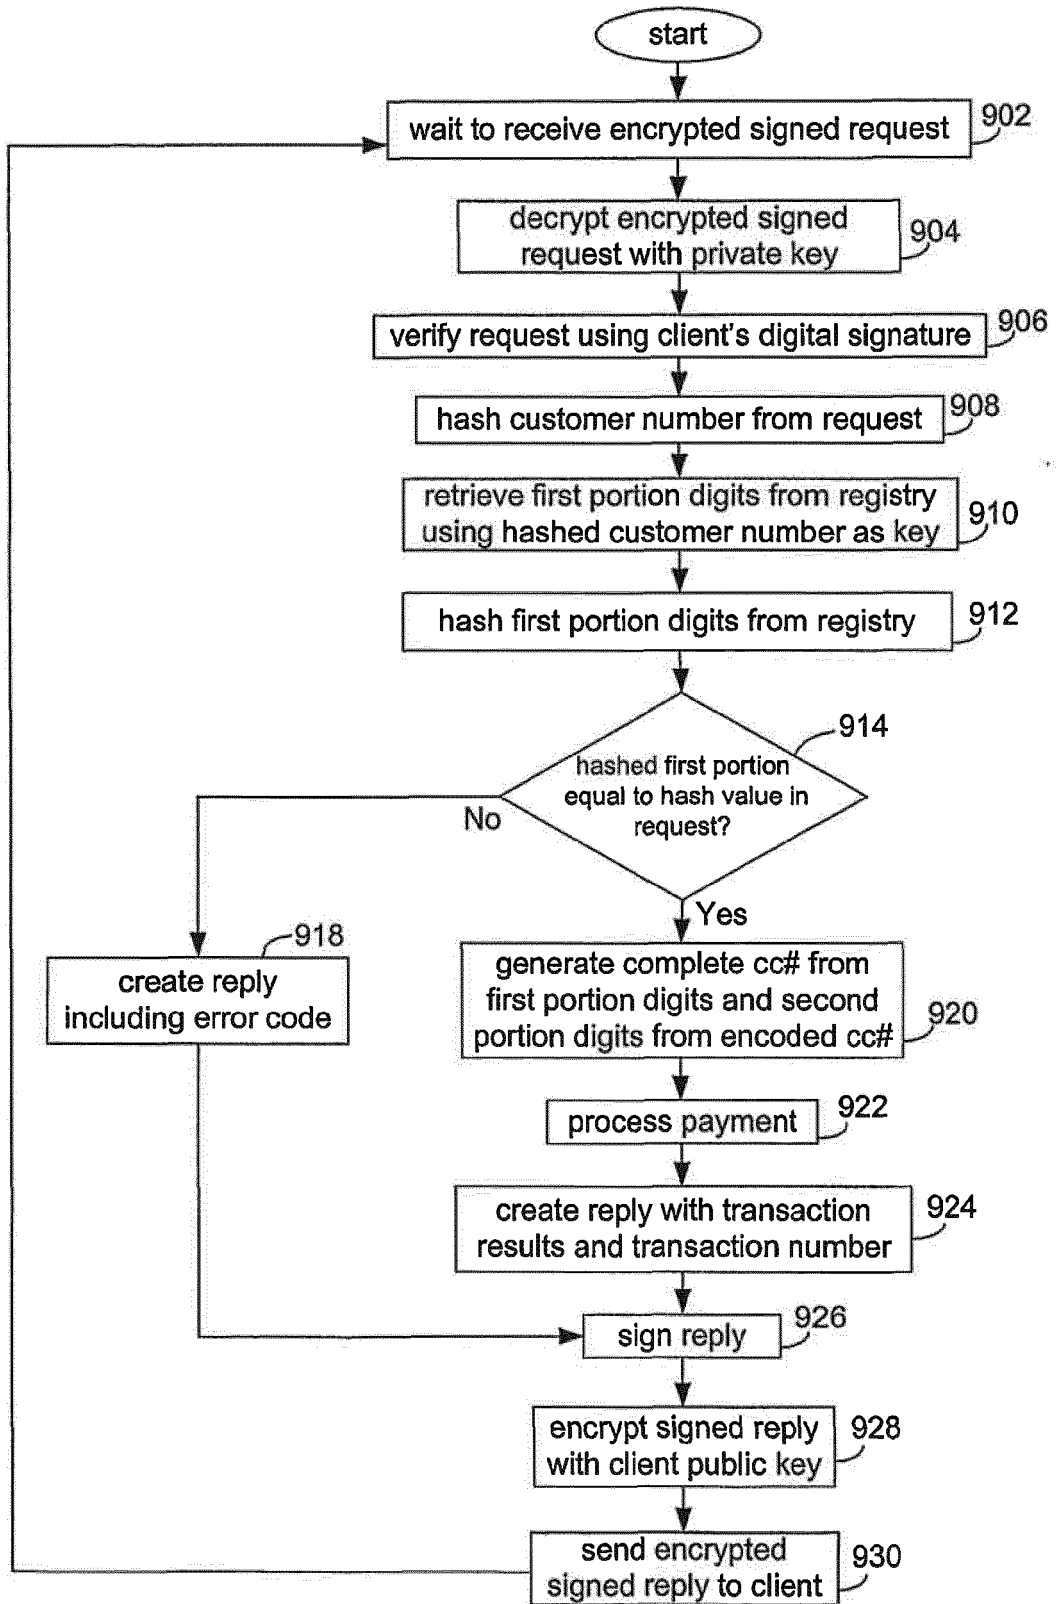 start
wait to receive encrypted signed request
902
decrypt encrypted signed
request with private key
904
verify request using client's digital signature
906
hash customer number from request
908
retrieve first portion digits from registry
using hashed customer number as key
910
hash first portion digits from registry
912
914
hashed first portion
equal to hash value in
request?
No
Yes
918
create reply
including error code
generate complete cc# from
first portion digits and second
portion digits from encoded cc#
920
process payment
922
create reply with transaction
results and transaction number
924
sign reply
926
encrypt signed reply
with client public key
928
send encrypted
signed reply to client
930